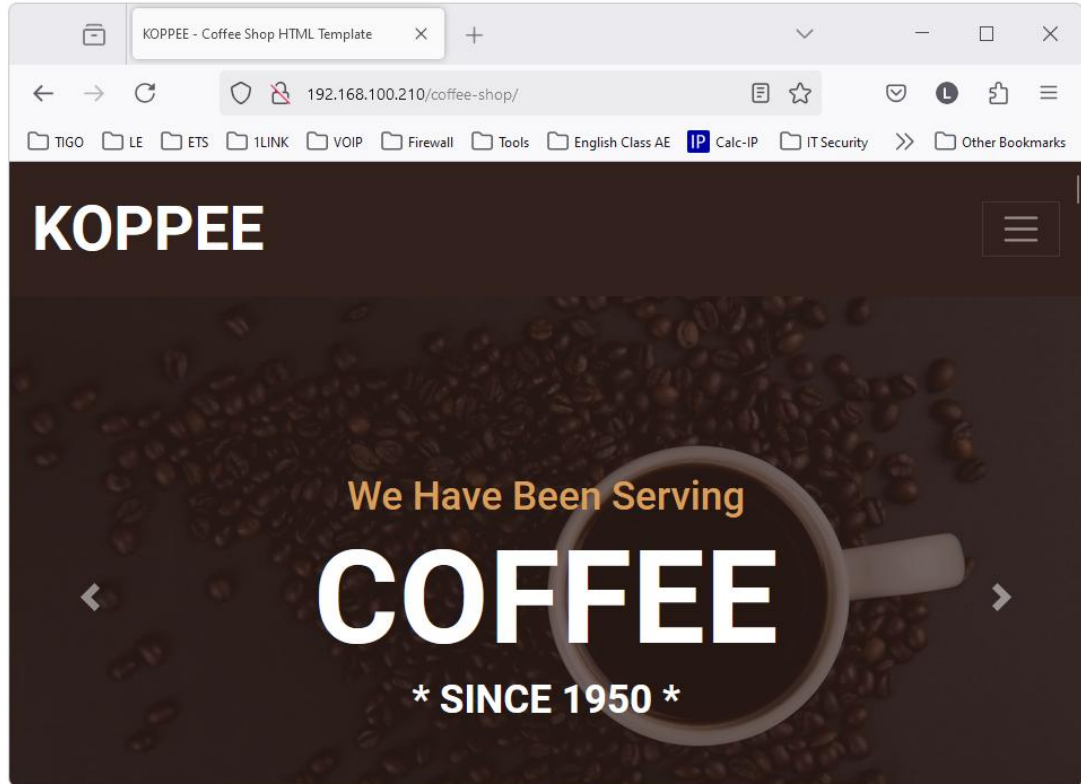 KOPPEE - Coffee Shop HTML Template
192.168.100.210/coffee-shop/
L
TIGO LE ETS 1LINK VOIP Firewall Tools English Class AE IP Calc-IP IT Security Other Bookmarks
KOPPEE
We Have Been Serving
COFFEE
* SINCE 1950 *